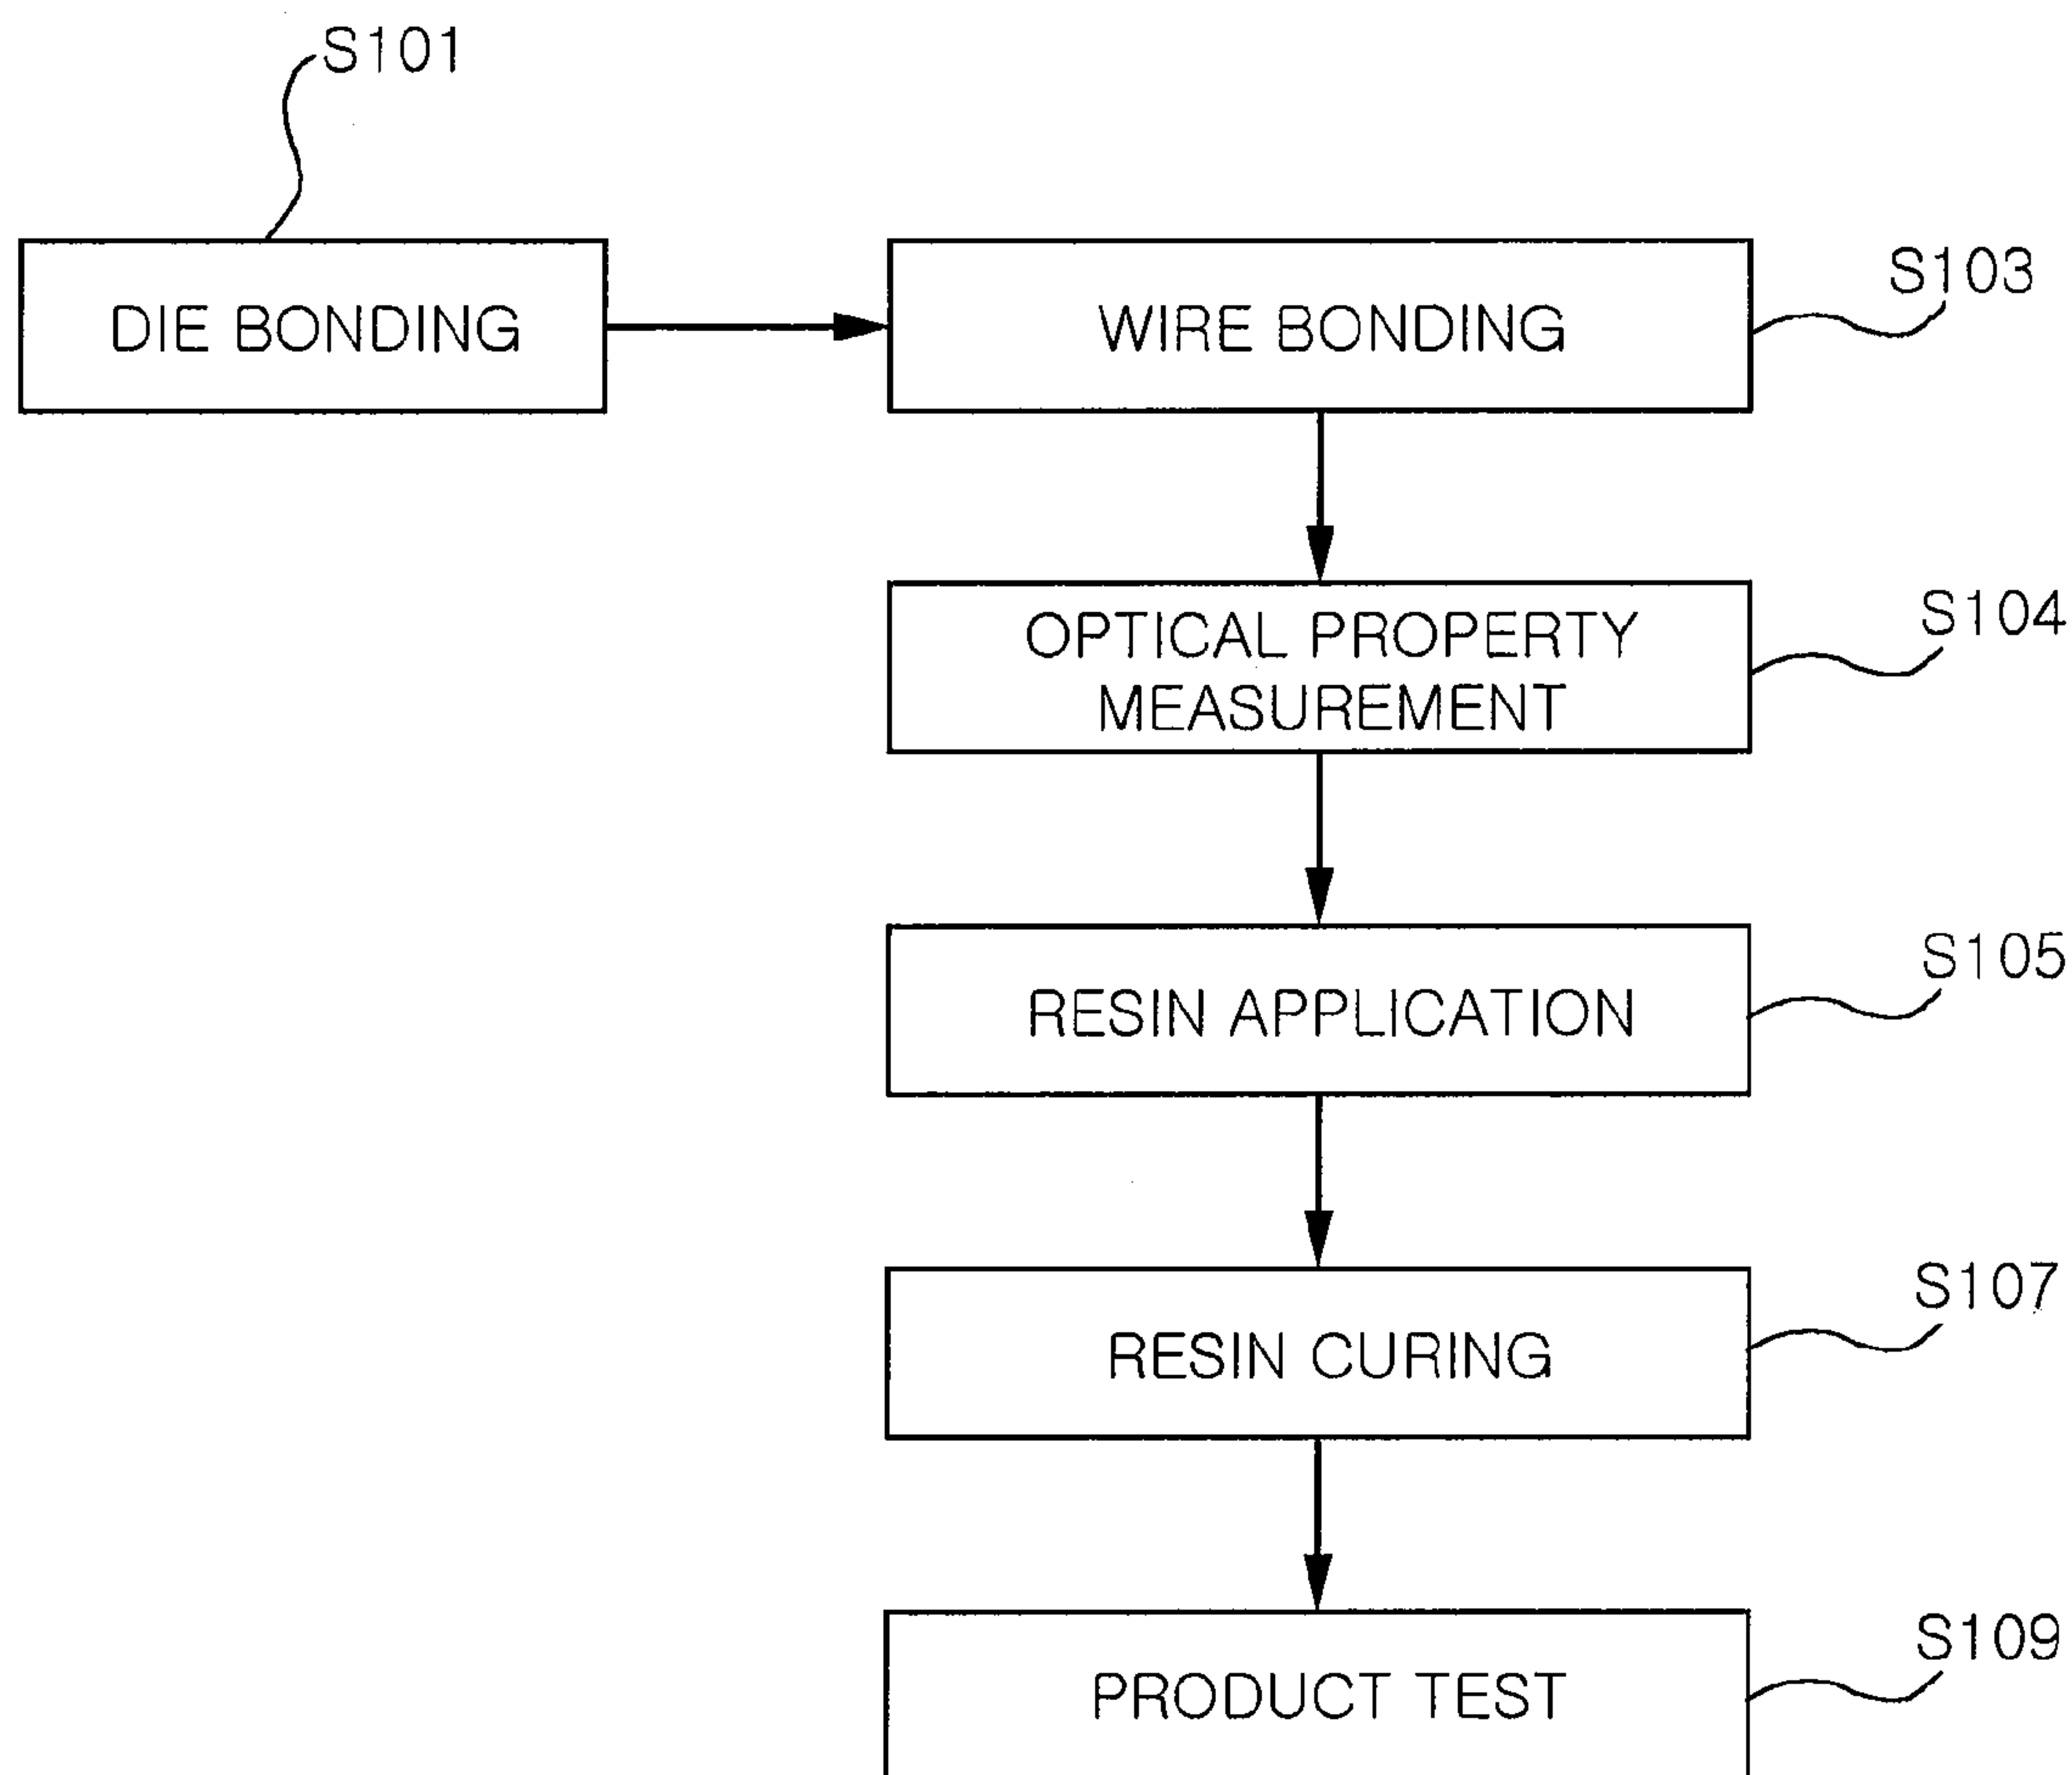 S101
DIE BONDING
WIRE BONDING
S103
OPTICAL PROPERTY
MEASUREMENT
S104
RESIN APPLICATION
S105
RESIN CURING
S107
PRODUCT TEST
S109